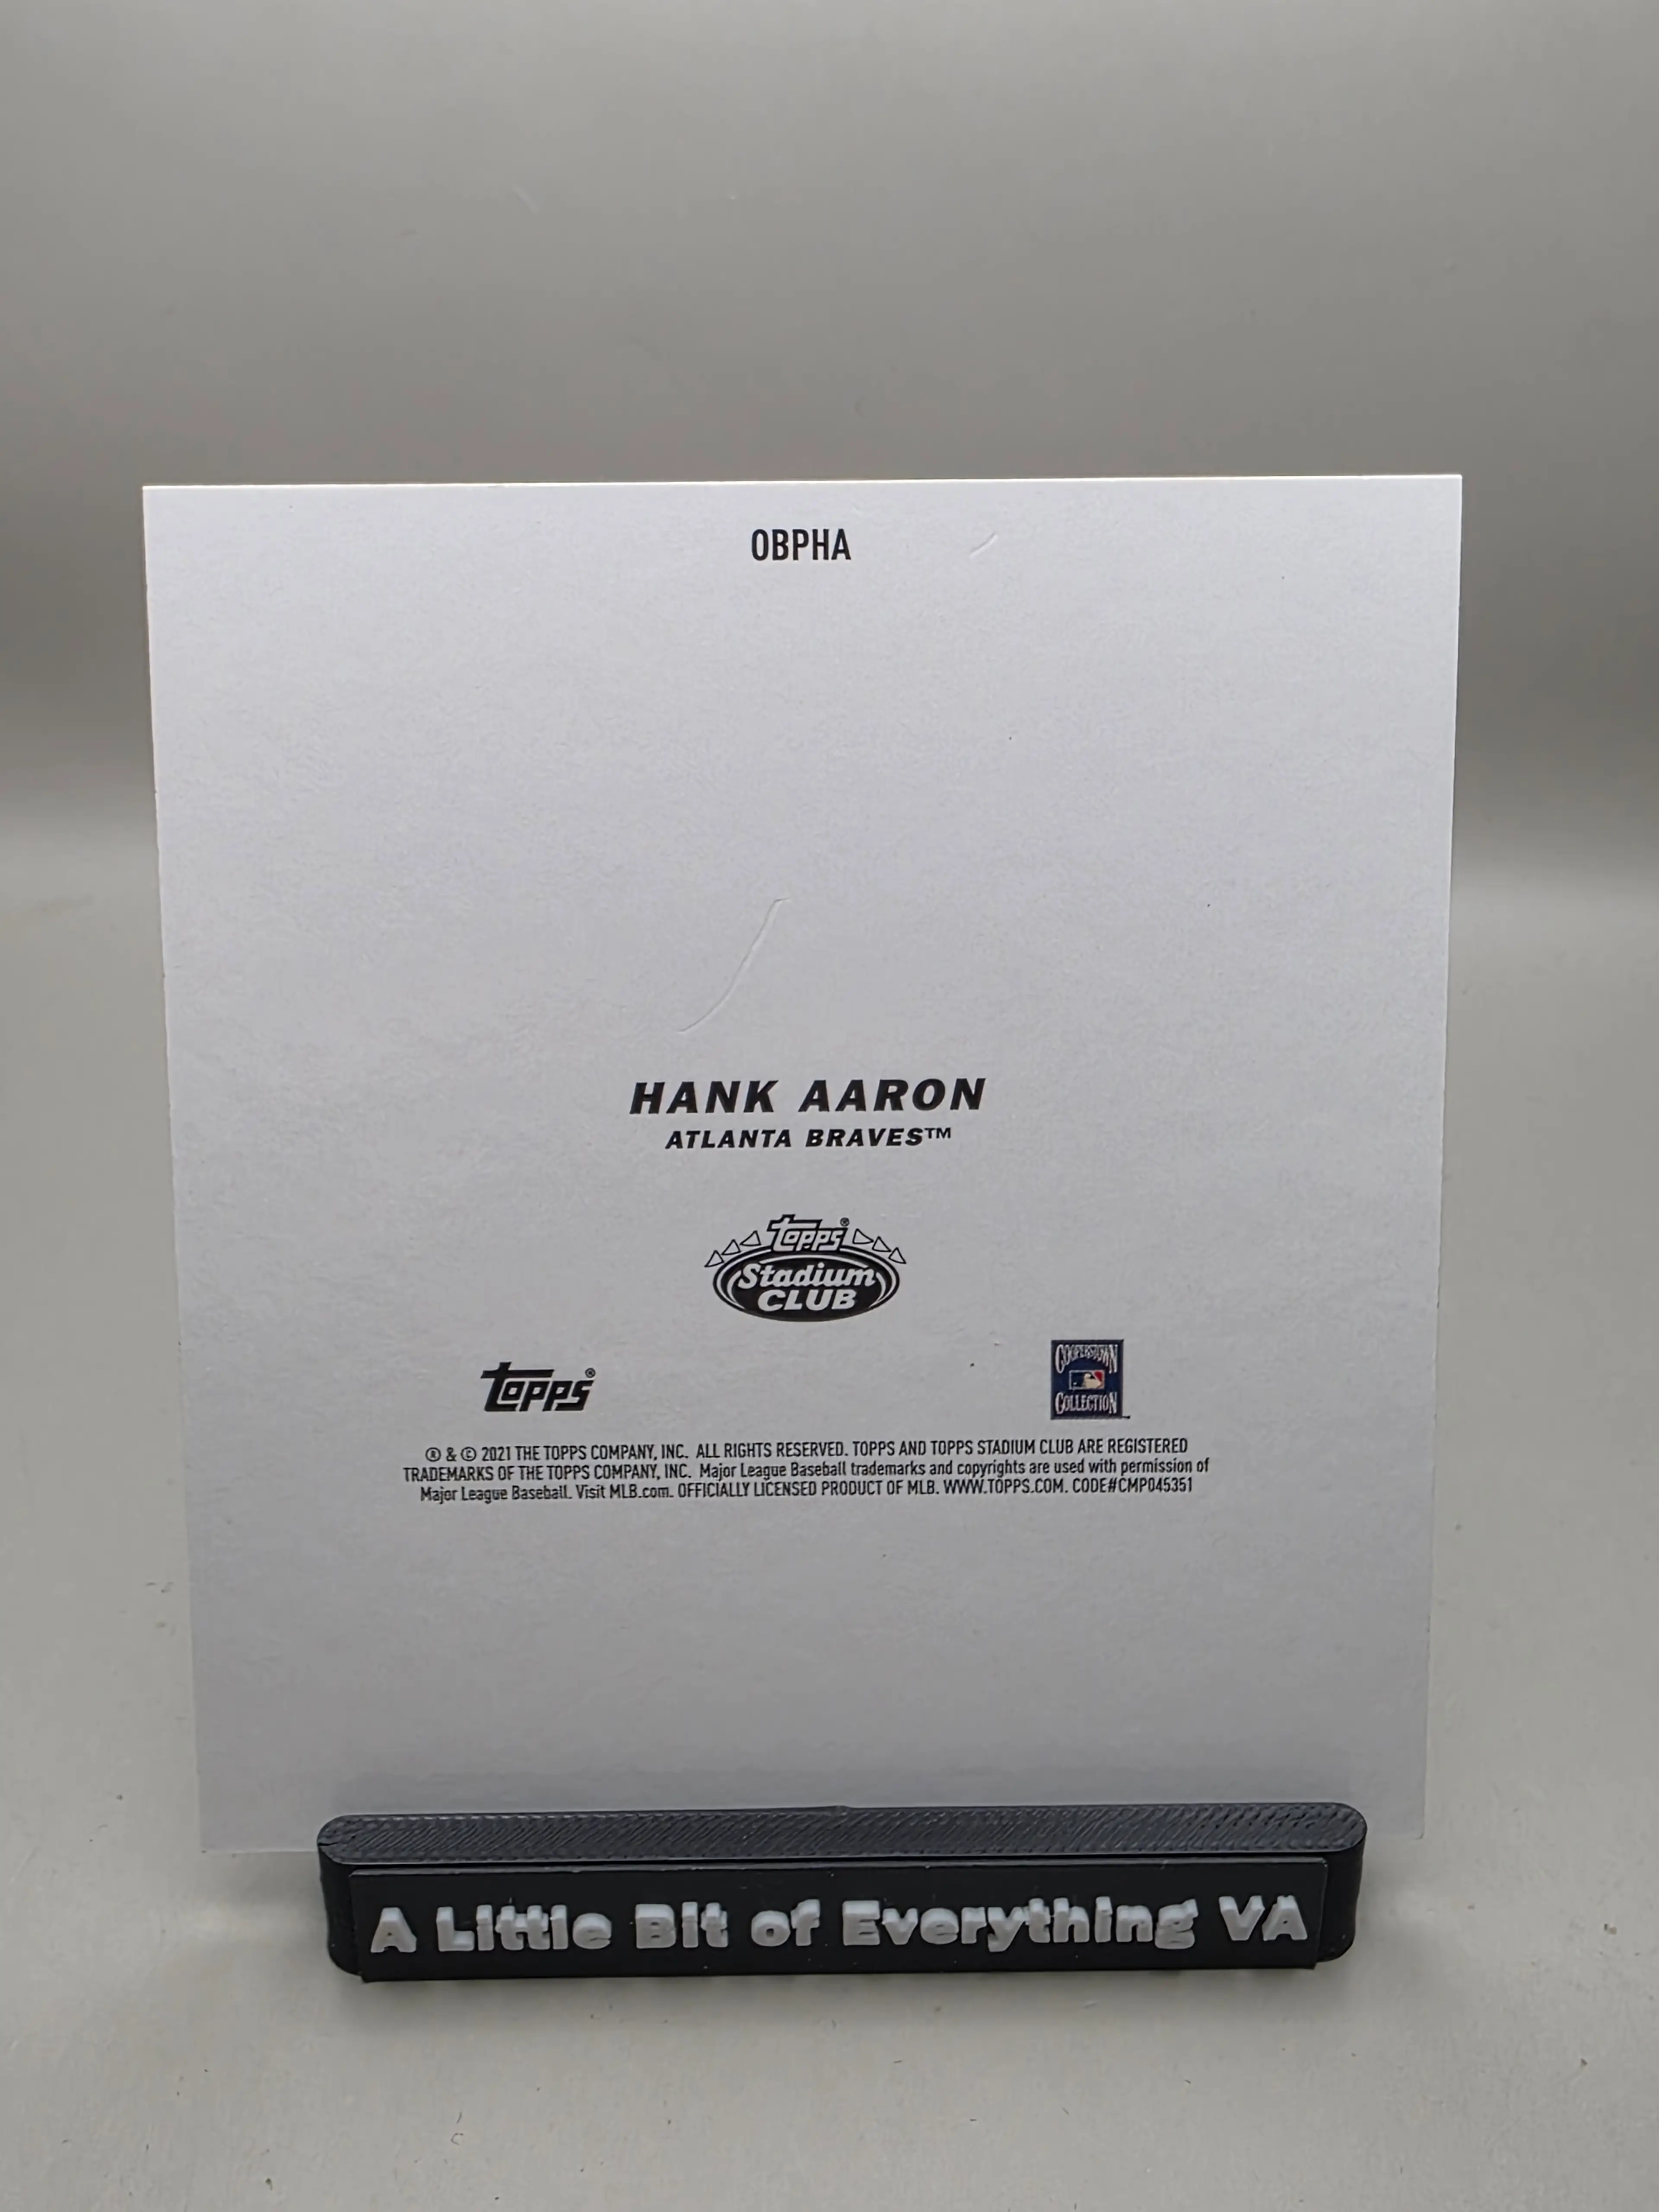 OBPHA
HANK AARON
ATLANTA BRAVES™
topps®
Stadium
CLUB
topps®
COOPERSTOWN
COLLECTION
® & © 2021 THE TOPPS COMPANY, INC. ALL RIGHTS RESERVED. TOPPS AND TOPPS STADIUM CLUB ARE REGISTERED
TRADEMARKS OF THE TOPPS COMPANY, INC. Major League Baseball trademarks and copyrights are used with permission of
Major League Baseball. Visit MLB.com. OFFICIALLY LICENSED PRODUCT OF MLB. WWW.TOPPS.COM. CODE#CMP045351
A Little Bit of Everything VA